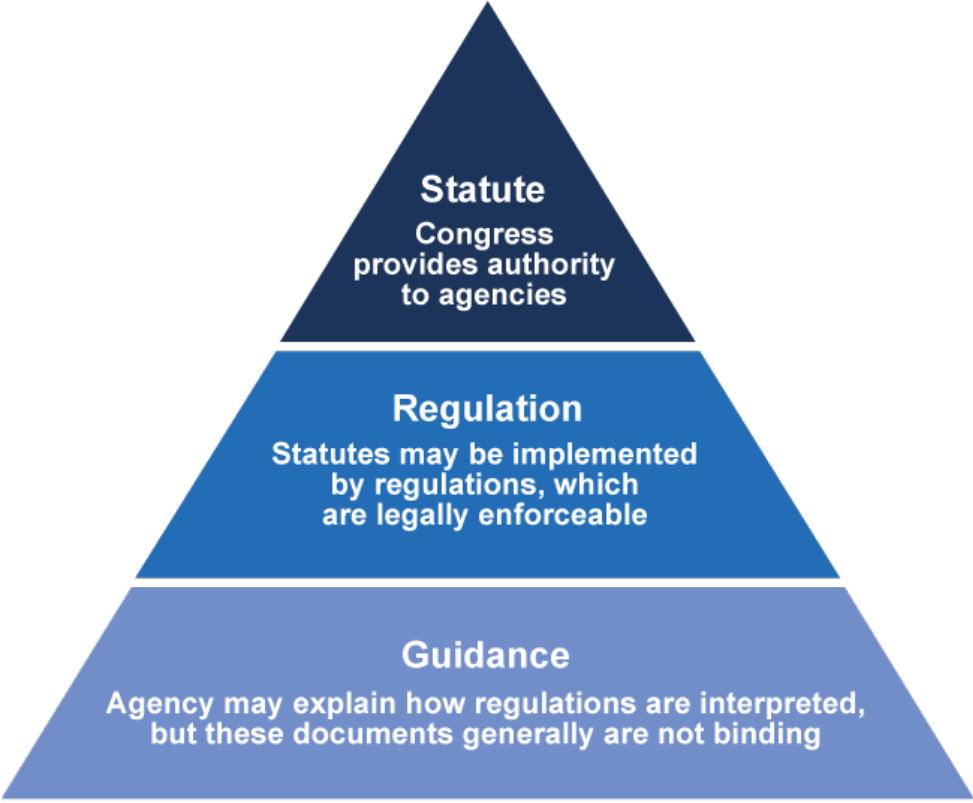 Statute
Congress
provides authority
to agencies
Regulation
Statutes may be implemented
by regulations, which
are legally enforceable
Guidance
Agency may explain how regulations are interpreted,
but these documents generally are not binding